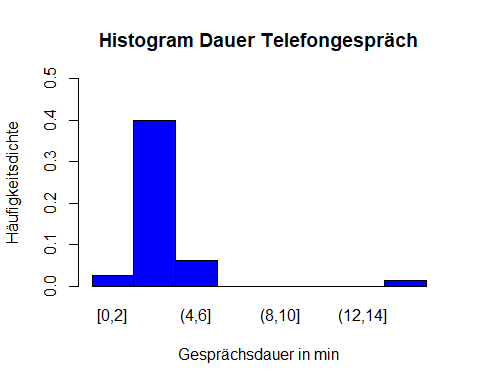 Histogram Dauer Telefongespräch
Häufigkeitsdichte
0.5
0.4
0.3
0.2
0.1
0.0
[0,2] (4,6] (8,10] (12,14]
Gesprächsdauer in min